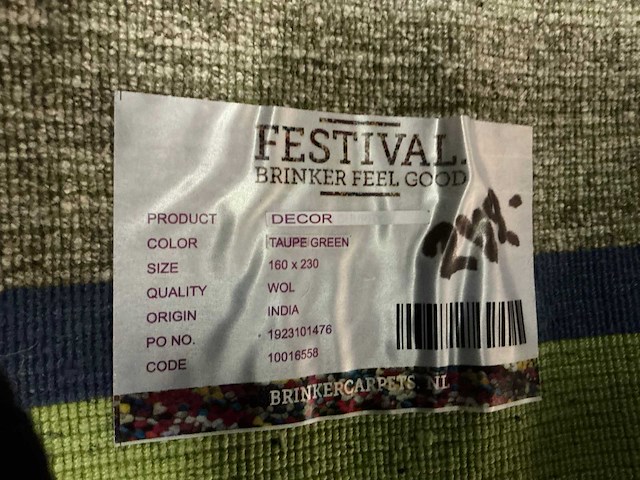 FESTIVAL.
BRINKER FEEL GOOD
PRODUCT DECOR
COLOR TAUPE GREEN
SIZE 160 x 230
QUALITY WOL
ORIGIN INDIA
PO NO. 1923101476
CODE 10016558
BRINKERCARPETS.NL